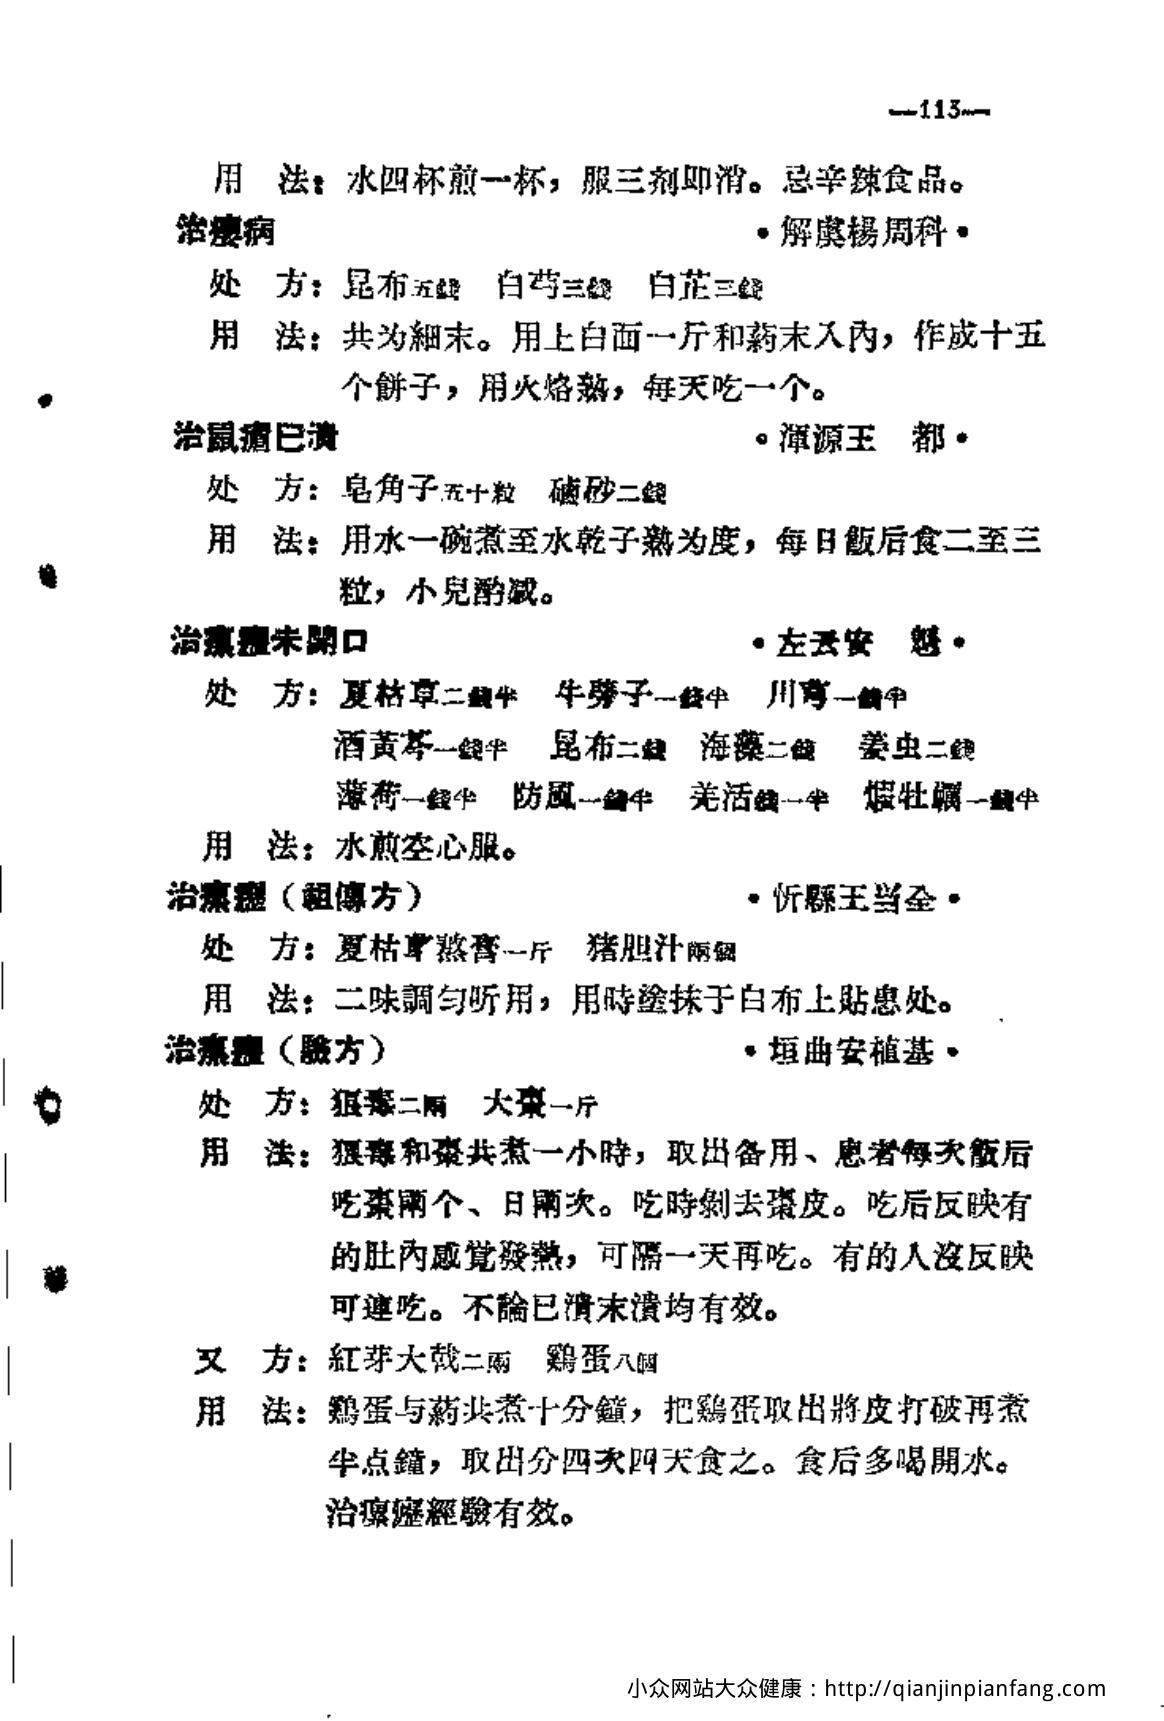 —113—
用　法：水四杯煎一杯，服三剂即消。忌辛辣食品。
治癭病　•解虞楊周科•
处　方：昆布五錢　白芍三錢　白芷三錢
用　法：共为細末。用上白面一斤和葯末入內，作成十五
个餅子，用火烙熟，每天吃一个。
治鼠瘡已潰　•渾源王　都•
处　方：皂角子五十粒　硇砂二錢
用　法：用水一碗煮至水乾子熟为度，每日飯后食二至三
粒，小兒酌减。
治瘰癧未開口　•左云安　魁•
处　方：夏枯草二錢半　牛蒡子一錢半　川芎一錢半
酒黃芩一錢半　昆布二錢　海藻二錢　姜虫二錢
薄荷一錢半　防風一錢半　羌活錢一半　煆牡蠣一錢半
用　法：水煎空心服。
治瘰癧（祖傳方）　•忻縣王当全•
处　方：夏枯草熬膏一斤　猪胆汁兩個
用　法：二味調匀听用，用時塗抹于白布上貼患处。
治瘰癧（驗方）　•垣曲安植基•
处　方：狼毒二兩　大棗一斤
用　法：狼毒和棗共煮一小時，取出备用、患者每次飯后
吃棗兩个、日兩次。吃時剝去棗皮。吃后反映有
的肚內感覚發熱，可隔一天再吃。有的人沒反映
可連吃。不論已潰末潰均有效。
又　方：紅芽大戟二兩　鷄蛋八個
用　法：鷄蛋与葯共煮十分鐘，把鷄蛋取出將皮打破再煮
半点鐘，取出分四次四天食之。食后多喝開水。
治瘰癧經驗有效。
小众网站大众健康：http://qianjinpianfang.com